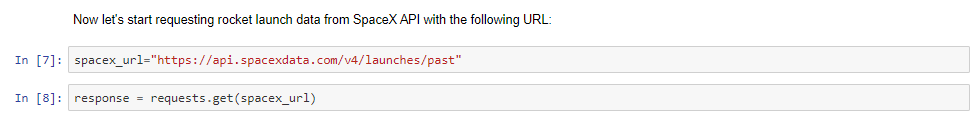 Now let's start requesting rocket launch data from SpaceX API with the following URL:
In [7]: spacex_url="https://api.spacexdata.com/v4/launches/past"
In [8]: response = requests.get(spacex_url)